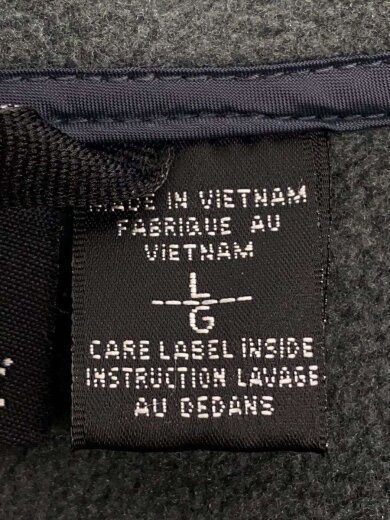 MADE IN VIETNAM
FABRIQUE AU
VIETNAM
L
G
CARE LABEL INSIDE
INSTRUCTION LAVAGE
AU DEDANS